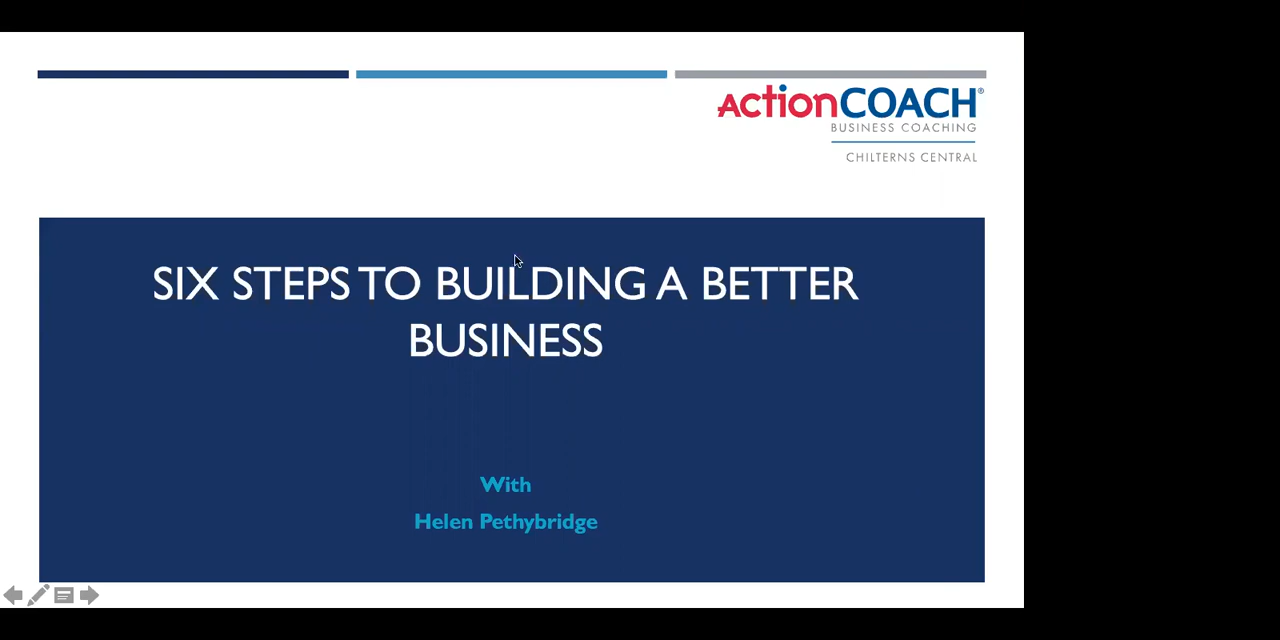 ActionCOACH®
BUSINESS COACHING
CHILTERNS CENTRAL
SIX STEPS TO BUILDING A BETTER
BUSINESS
With
Helen Pethybridge